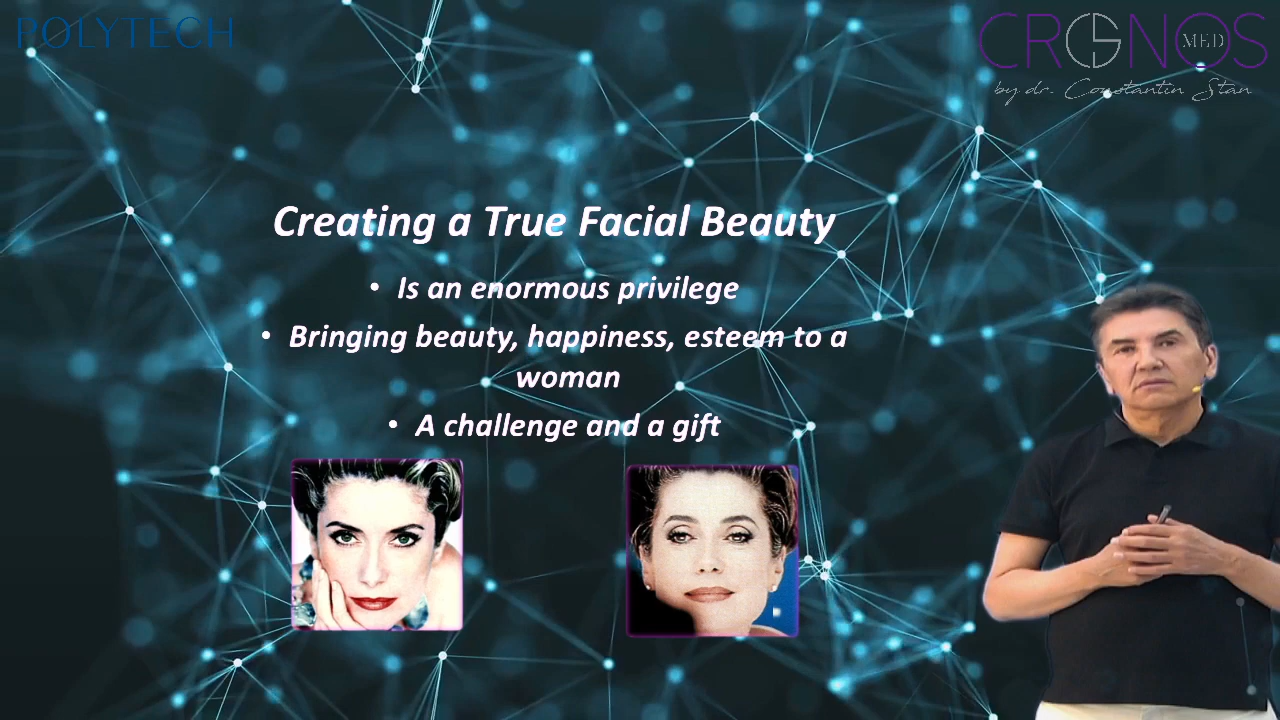 POLYTECH
CRONOS
MED
by dr. Constantin Stan
Creating a True Facial Beauty
• Is an enormous privilege
• Bringing beauty, happiness, esteem to a
woman
• A challenge and a gift